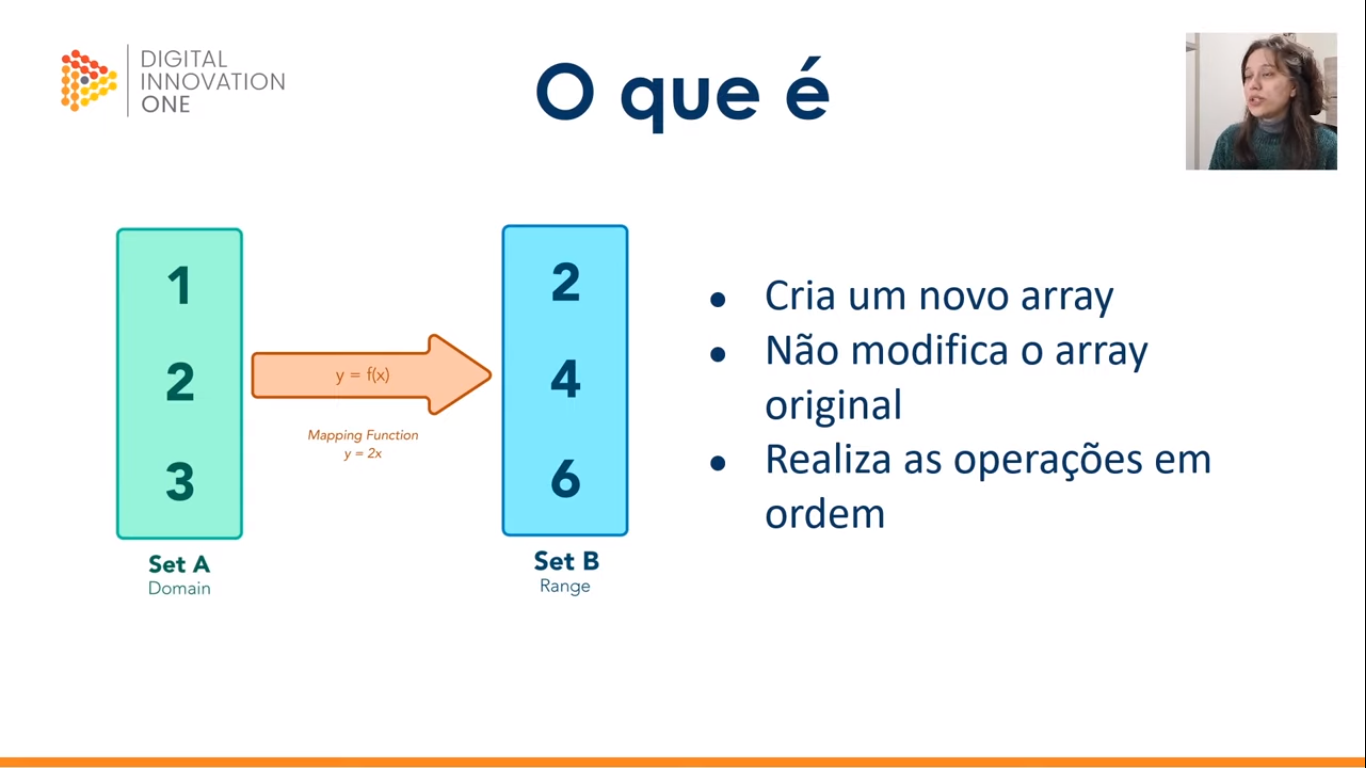 DIGITAL
INNOVATION
ONE
O que é
1
2
3
y = f(x)
Mapping Function
y = 2x
2
4
6
Set A
Domain
Set B
Range
● Cria um novo array
● Não modifica o array
original
● Realiza as operações em
ordem